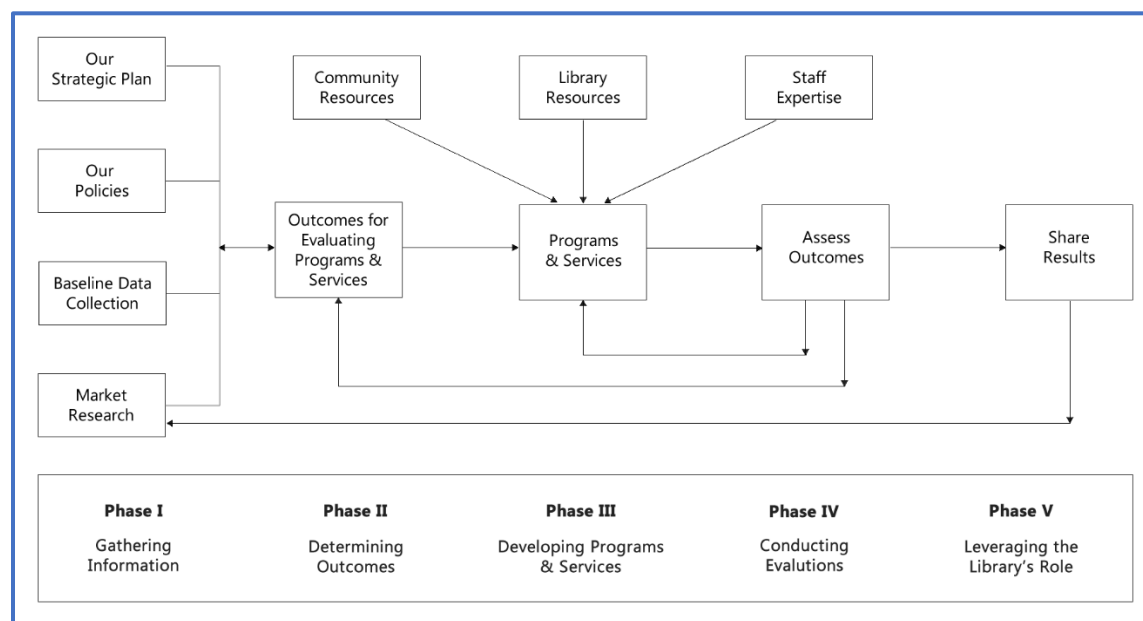 Our
Strategic Plan
Community
Resources
Library
Resources
Staff
Expertise
Our
Policies
Outcomes for
Evaluating
Programs &
Services
Programs
& Services
Assess
Outcomes
Share
Results
Baseline Data
Collection
Market
Research
Phase I
Gathering
Information
Phase II
Determining
Outcomes
Phase III
Developing Programs
& Services
Phase IV
Conducting
Evalutions
Phase V
Leveraging the
Library's Role